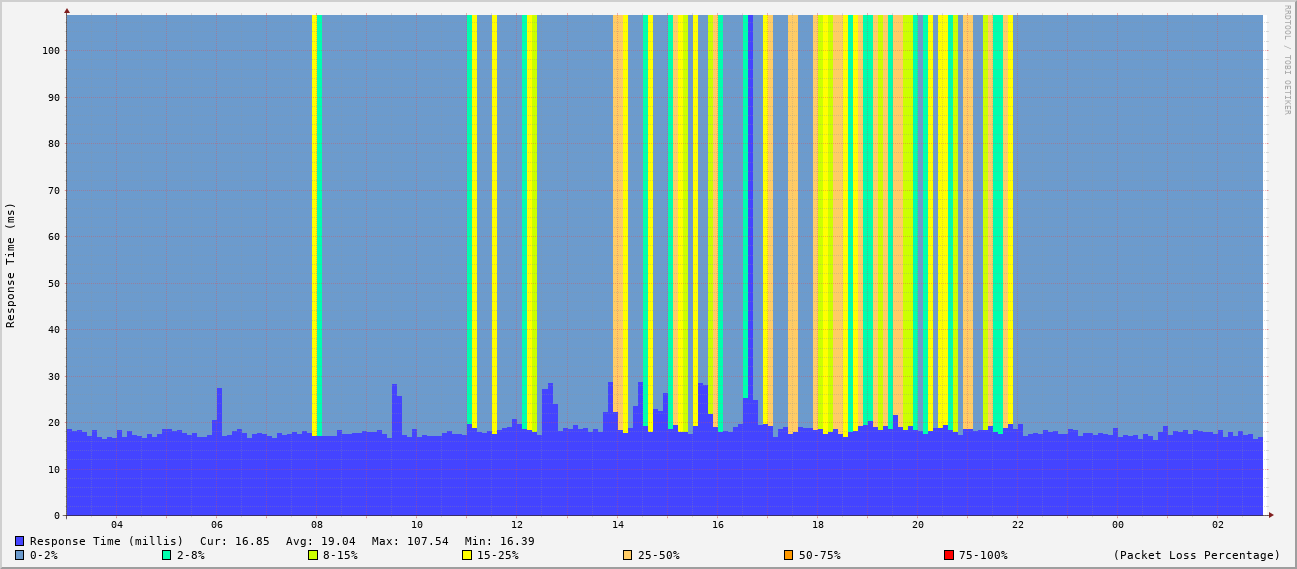 RRDTOOL / TOBI OETIKER
Response Time (ms)
100
90
80
70
60
50
40
30
20
10
0
04 06 08 10 12 14 16 18 20 22 00 02
Response Time (millis) Cur: 16.85 Avg: 19.04 Max: 107.54 Min: 16.39
0-2% 2-8% 8-15% 15-25% 25-50% 50-75% 75-100% (Packet Loss Percentage)